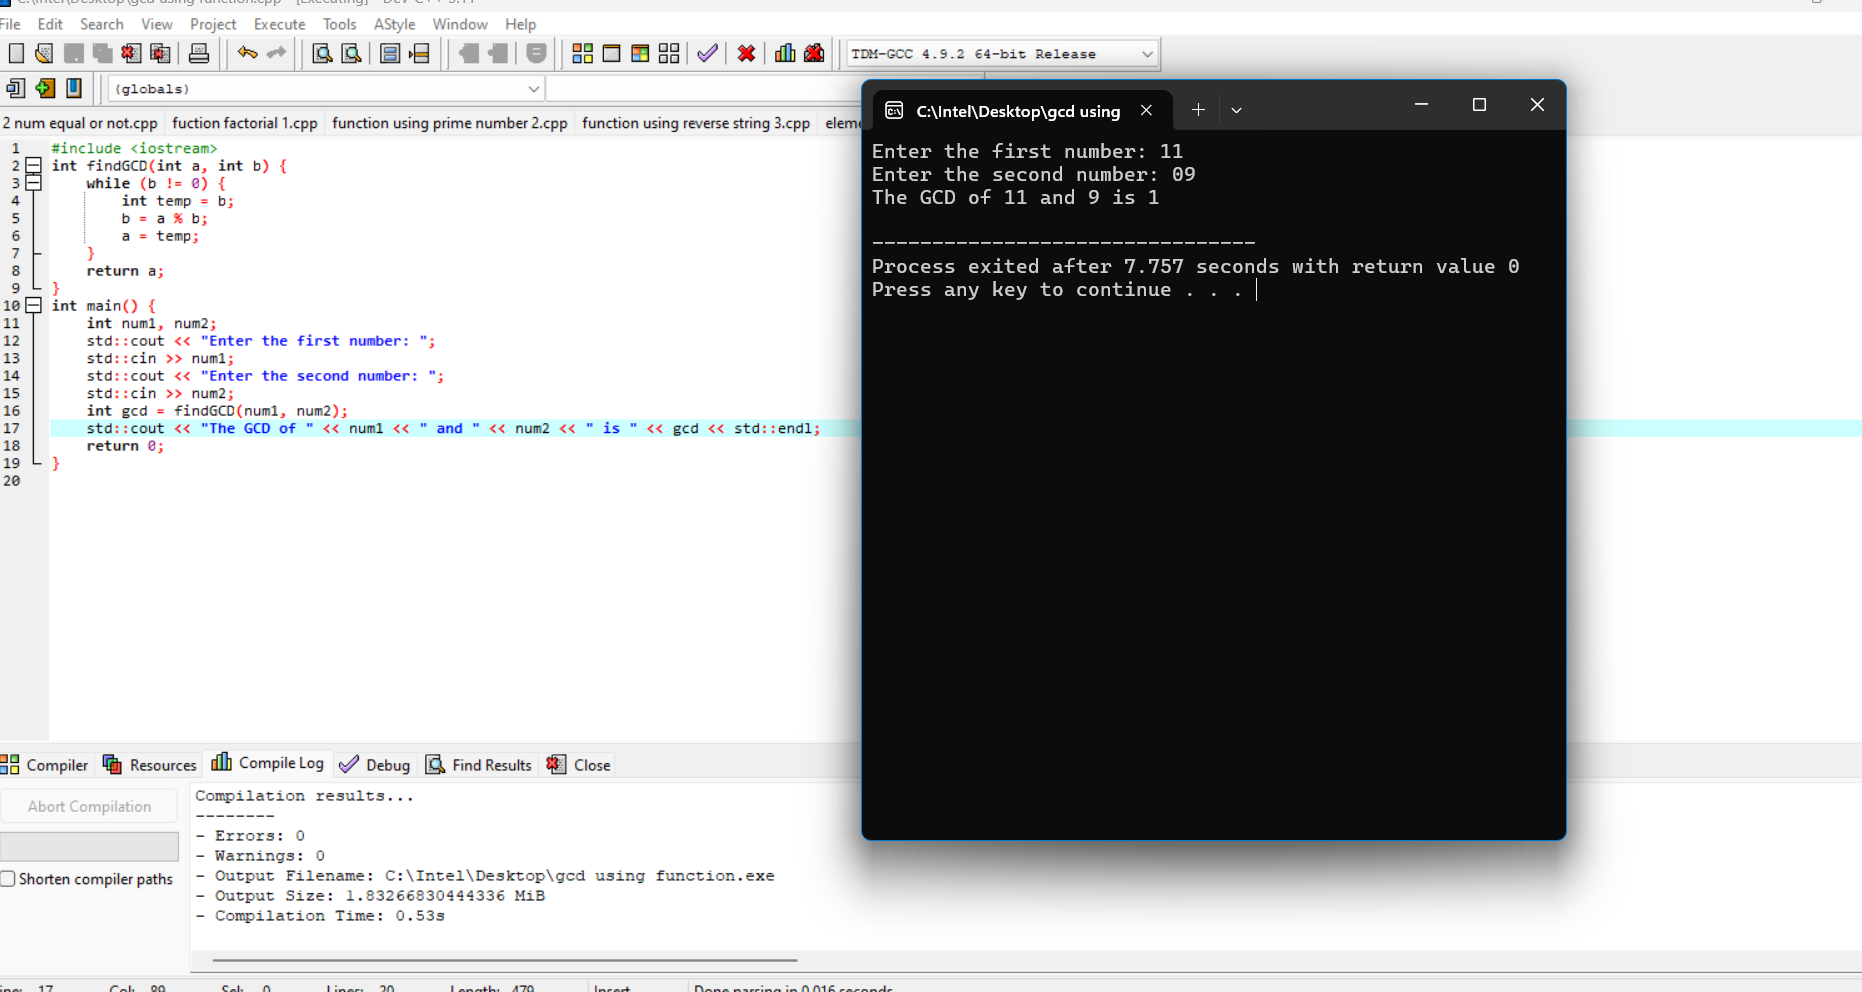 C:\Intel\Desktop\gcd using function.cpp - [Executing] - Dev-C++ 5.11
File Edit Search View Project Execute Tools AStyle Window Help
TDM-GCC 4.9.2 64-bit Release
(globals)
2 num equal or not.cpp fuction factorial 1.cpp function using prime number 2.cpp function using reverse string 3.cpp
1 #include <iostream>
2 int findGCD(int a, int b) {
3 while (b != 0) {
4 int temp = b;
5 b = a % b;
6 a = temp;
7 }
8 return a;
9 }
10 int main() {
11 int num1, num2;
12 std::cout << "Enter the first number: ";
13 std::cin >> num1;
14 std::cout << "Enter the second number: ";
15 std::cin >> num2;
16 int gcd = findGCD(num1, num2);
17 std::cout << "The GCD of " << num1 << " and " << num2 << " is " << gcd << std::endl;
18 return 0;
19 }
20
C:\Intel\Desktop\gcd using
Enter the first number: 11
Enter the second number: 09
The GCD of 11 and 9 is 1
--------------------------------
Process exited after 7.757 seconds with return value 0
Press any key to continue . . .
Compiler Resources Compile Log Debug Find Results Close
Abort Compilation
Shorten compiler paths
Compilation results...
--------
- Errors: 0
- Warnings: 0
- Output Filename: C:\Intel\Desktop\gcd using function.exe
- Output Size: 1.83266830444336 MiB
- Compilation Time: 0.53s
Line: 17 Col: 89 Sel: 0 Lines: 20 Length: 479 Insert Done parsing in 0.016 seconds